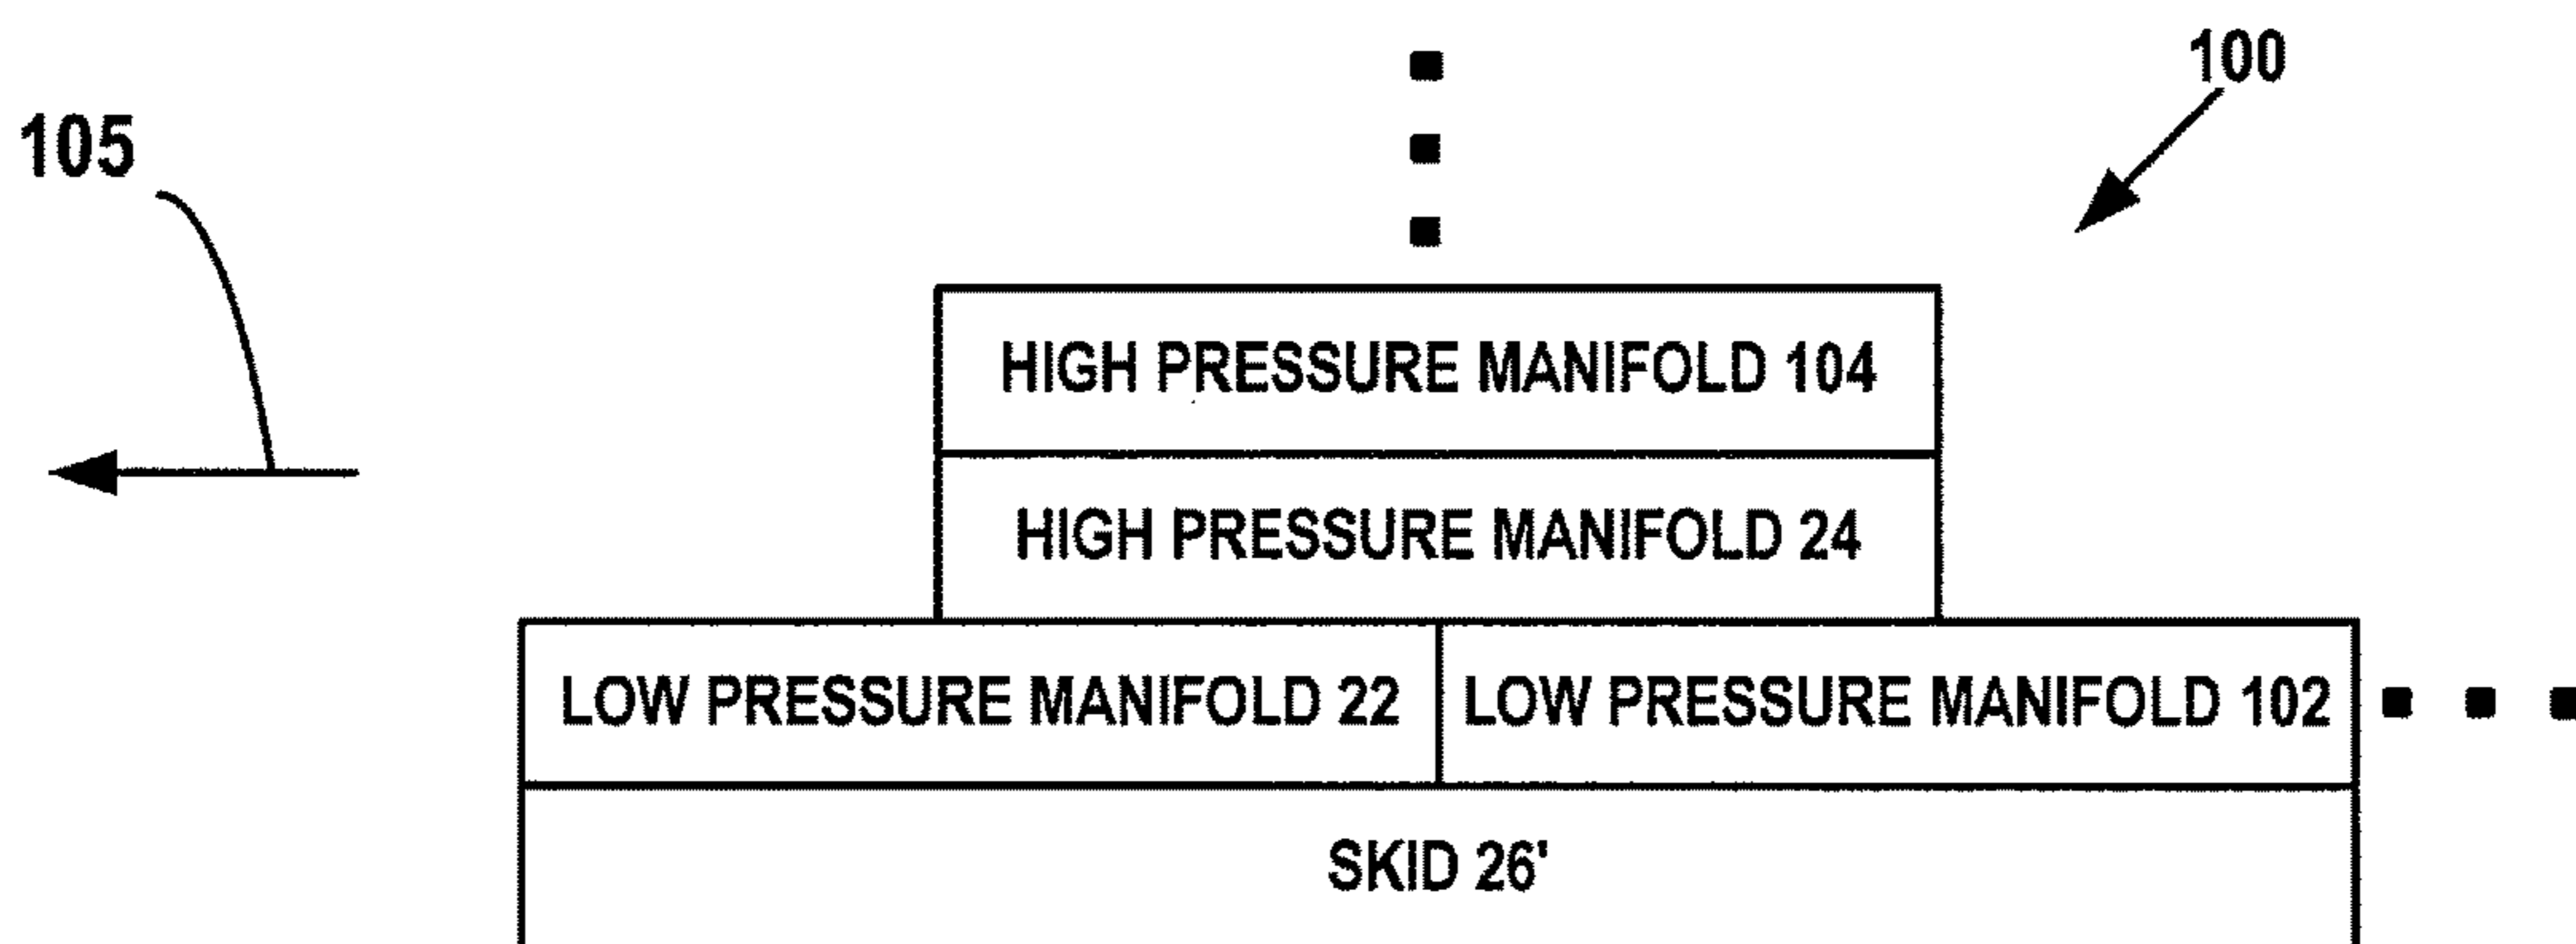 100
105
HIGH PRESSURE MANIFOLD 104
HIGH PRESSURE MANIFOLD 24
LOW PRESSURE MANIFOLD 22
LOW PRESSURE MANIFOLD 102
SKID 26'